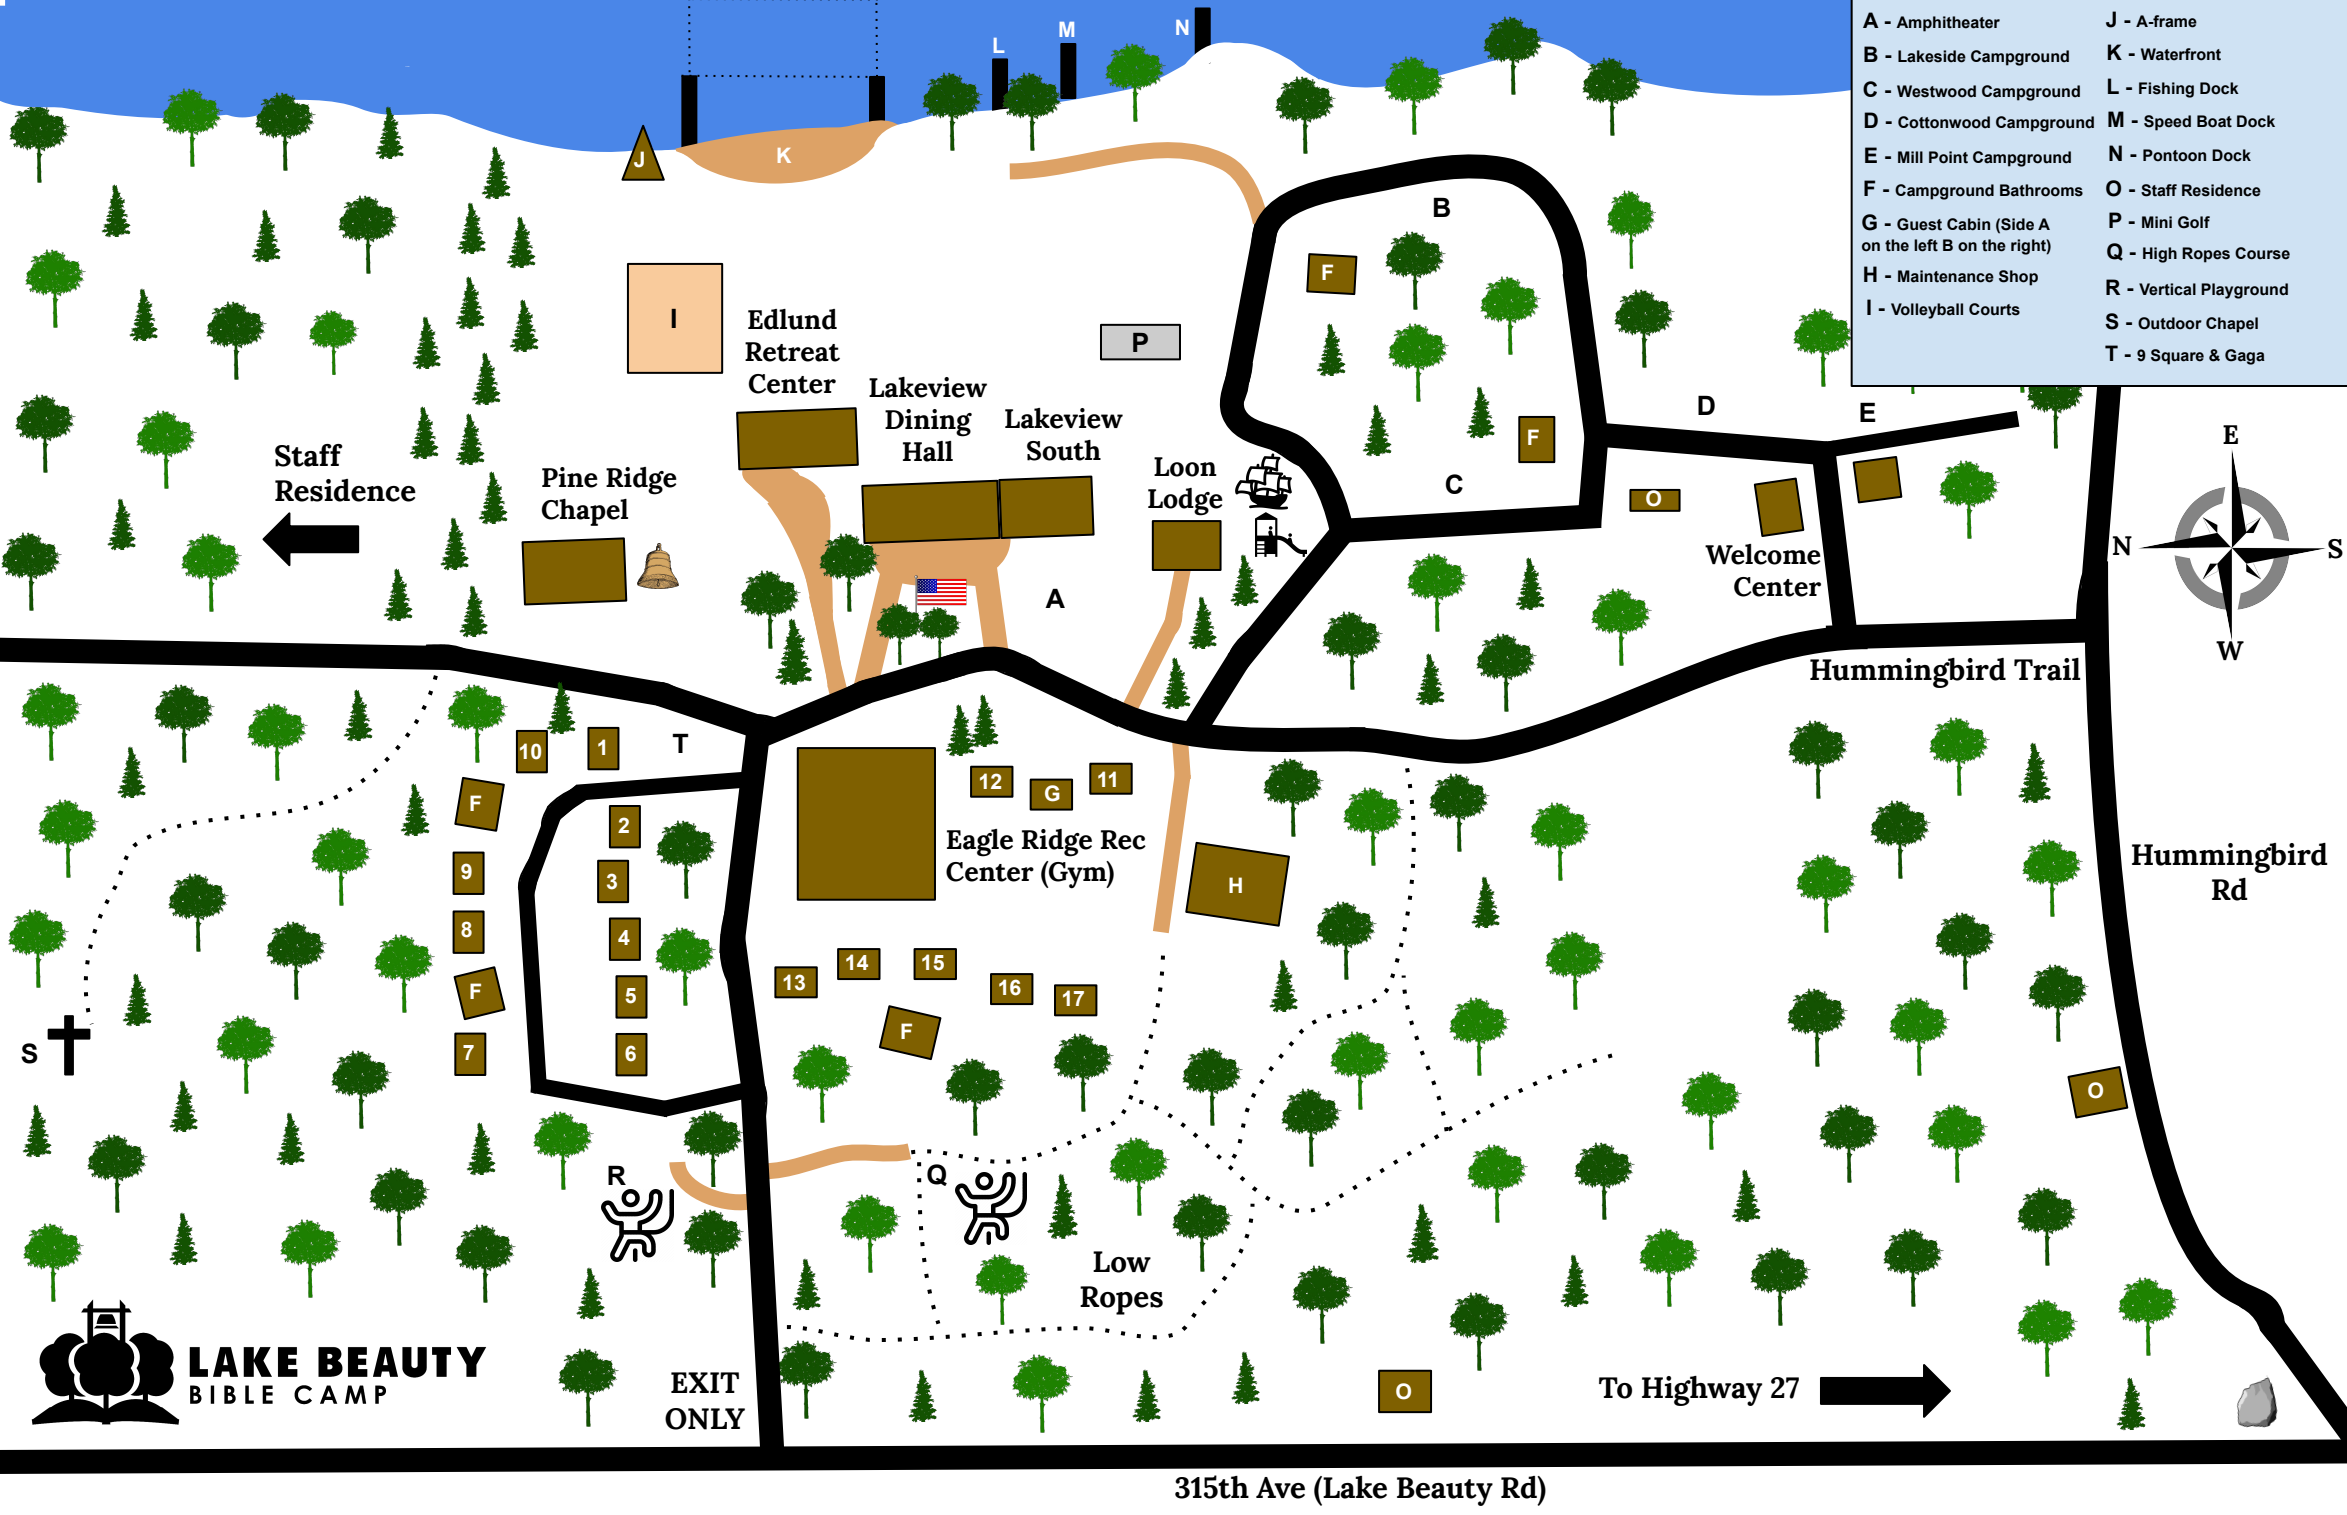 L
M
N
A - Amphitheater
B - Lakeside Campground
C - Westwood Campground
D - Cottonwood Campground
E - Mill Point Campground
F - Campground Bathrooms
G - Guest Cabin (Side A
on the left B on the right)
H - Maintenance Shop
I - Volleyball Courts
J - A-frame
K - Waterfront
L - Fishing Dock
M - Speed Boat Dock
N - Pontoon Dock
O - Staff Residence
P - Mini Golf
Q - High Ropes Course
R - Vertical Playground
S - Outdoor Chapel
T - 9 Square & Gaga
J
K
B
F
I
P
Edlund
Retreat
Center
Lakeview
Dining
Hall
Lakeview
South
D
E
F
C
Staff
Residence
Pine Ridge
Chapel
Loon
Lodge
O
Welcome
Center
A
E
N
S
W
Hummingbird Trail
Hummingbird
Rd
10
1
T
F
2
9
3
8
4
F
5
7
6
12
G
11
Eagle Ridge Rec
Center (Gym)
H
13
14
15
16
17
F
S
O
R
Q
Low
Ropes
LAKE BEAUTY
BIBLE CAMP
EXIT
ONLY
O
To Highway 27
315th Ave (Lake Beauty Rd)